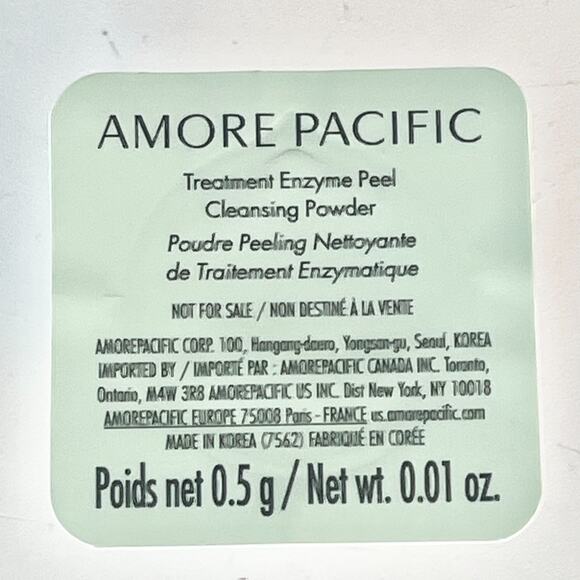 AMORE PACIFIC
Treatment Enzyme Peel
Cleansing Powder
Poudre Peeling Nettoyante
de Traitement Enzymatique
NOT FOR SALE / NON DESTINÉ À LA VENTE
AMOREPACIFIC CORP. 100, Hangang-daero, Yongsan-gu, Seoul, KOREA
IMPORTED BY / IMPORTÉ PAR : AMOREPACIFIC CANADA INC. Toronto,
Ontario, M4W 3R8 AMOREPACIFIC US INC. Dist New York, NY 10018
AMOREPACIFIC EUROPE 75008 Paris - FRANCE us.amorepacific.com
MADE IN KOREA (7562) FABRIQUÉ EN CORÉE
Poids net 0.5 g / Net wt. 0.01 oz.